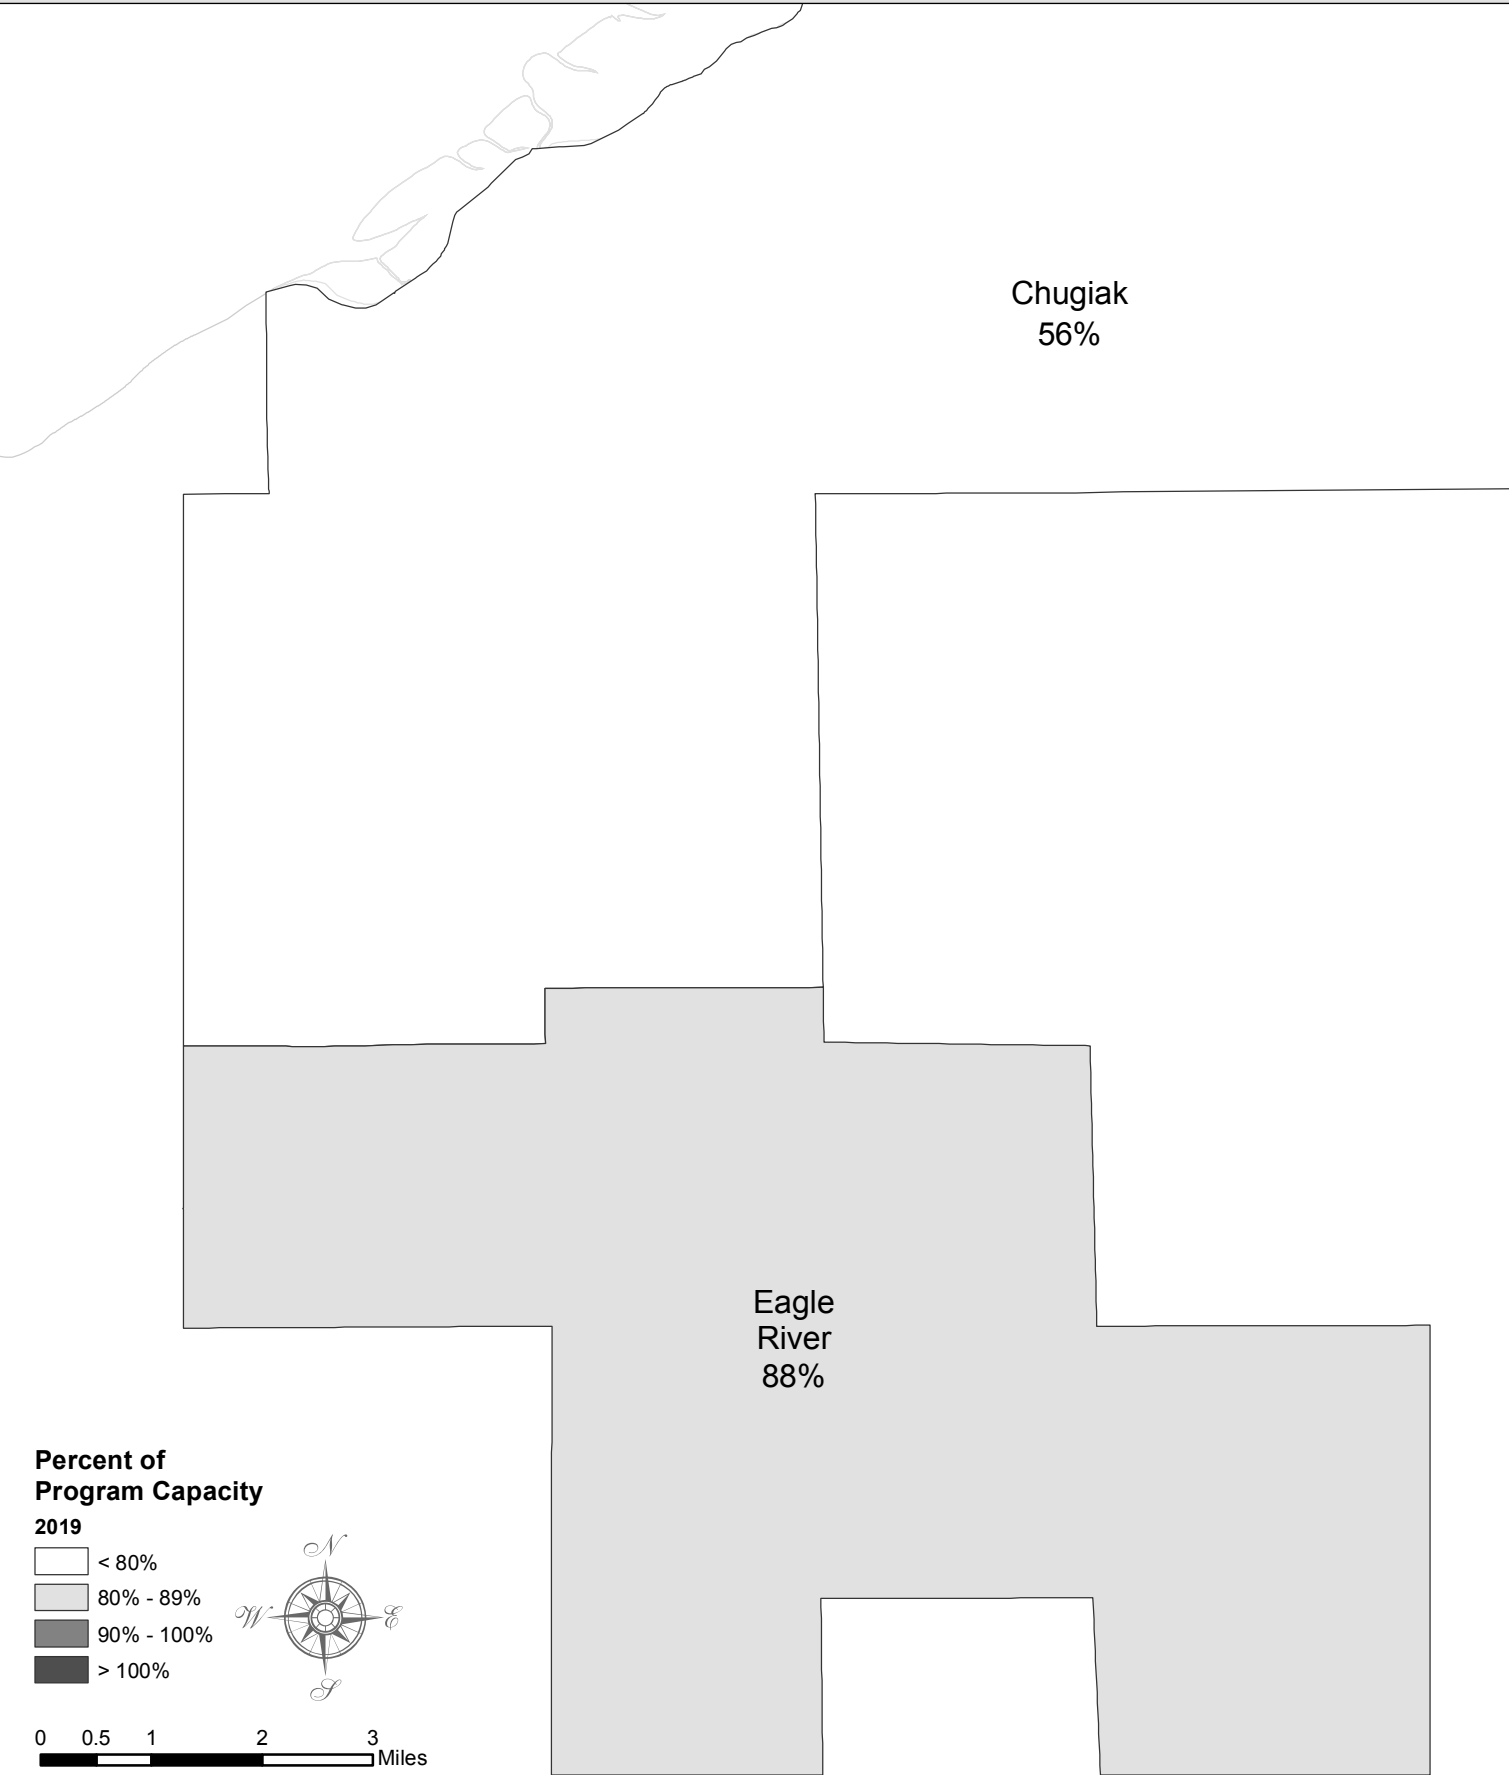 Chugiak
56%
Eagle
River
88%
Percent of
Program Capacity
2019
< 80%
80% - 89%
90% - 100%
> 100%
N
W
E
S
0 0.5 1 2 3
Miles